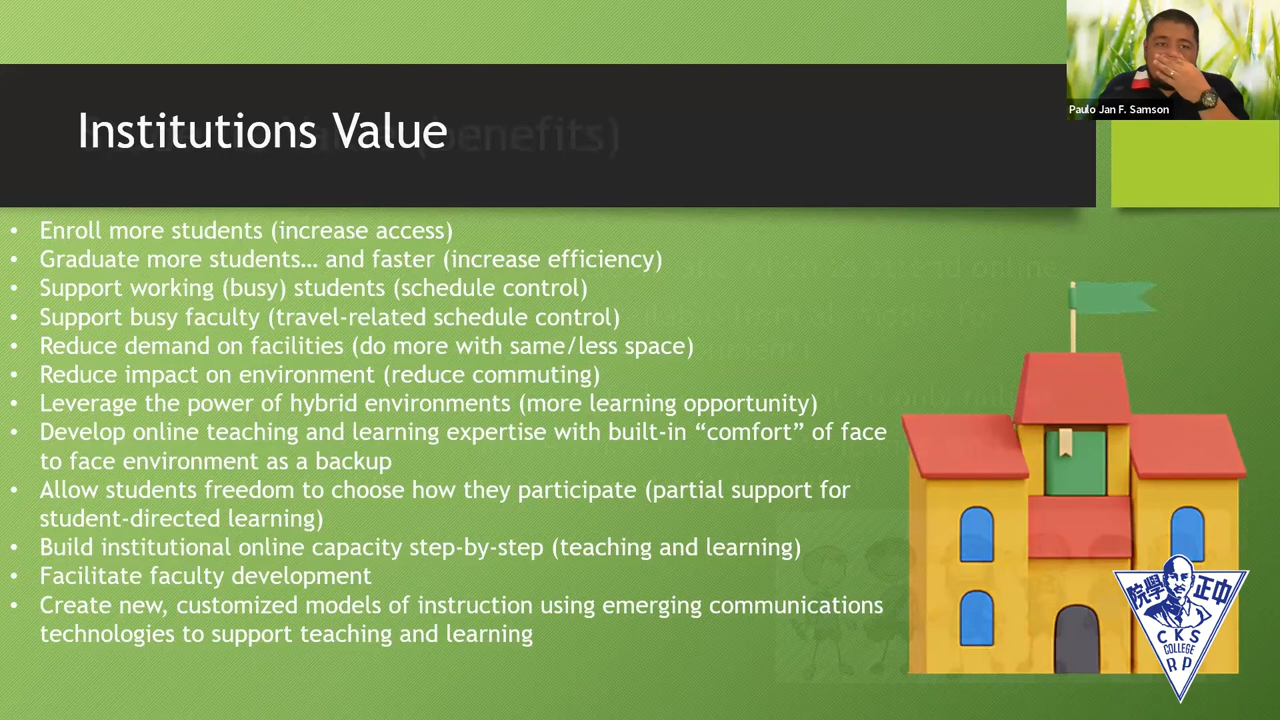 Paulo Jan F. Samson
Institutions Value
(benefits)
• Enroll more students (increase access)
• Graduate more students… and faster (increase efficiency)
• Support working (busy) students (schedule control)
• Support busy faculty (travel-related schedule control)
• Reduce demand on facilities (do more with same/less space)
• Reduce impact on environment (reduce commuting)
• Leverage the power of hybrid environments (more learning opportunity)
• Develop online teaching and learning expertise with built-in “comfort” of face
to face environment as a backup
• Allow students freedom to choose how they participate (partial support for
student-directed learning)
• Build institutional online capacity step-by-step (teaching and learning)
• Facilitate faculty development
• Create new, customized models of instruction using emerging communications
technologies to support teaching and learning
院學 正中
CKS
COLLEGE
R P